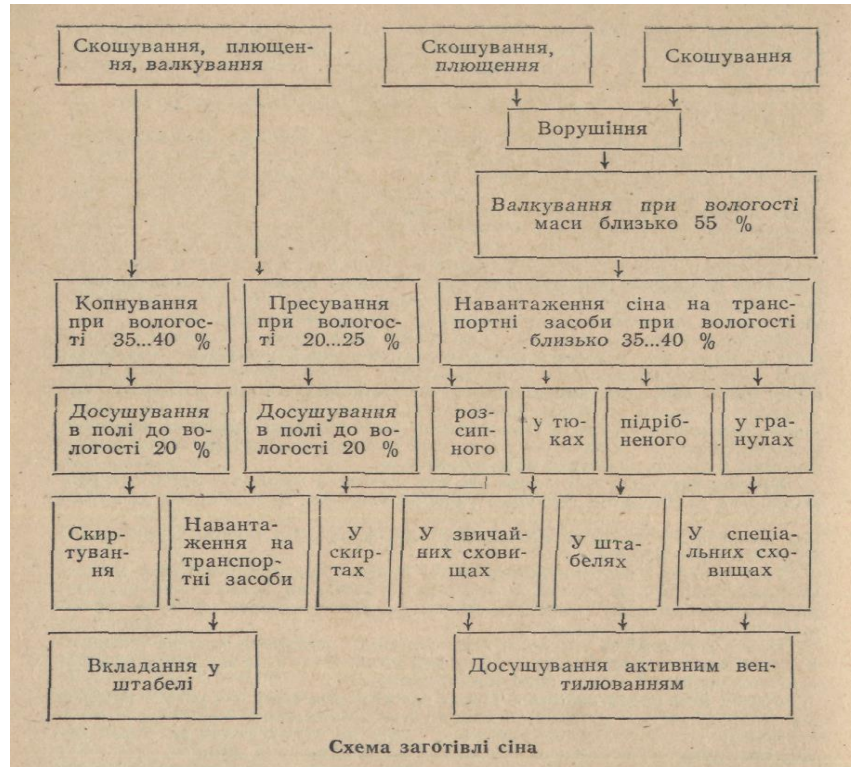 Скошування, плющен-
ня, валкування
Скошування,
плющення
Скошування
Ворушіння
Валкування при вологості
маси близько 55 %
Копнування
при вологос-
ті 35...40 %
Пресування
при вологос-
ті 20...25 %
Навантаження сіна на транс-
портні засоби при вологості
близько 35...40 %
Досушування
в полі до во-
логості 20 %
Досушування
в полі до во-
логості 20 %
роз-
сип-
ного
у тю-
ках
підріб-
неного
у гра-
нулах
Скир-
туван-
ня
Наванта-
ження на
транспор-
тні засоби
У
скир-
тах
У звичай-
них сховищ-
щах
У шта-
белях
У спеціа-
льних схо-
вищах
Вкладання у
штабелі
Досушування активним вен-
тилюванням
Схема заготівлі сіна